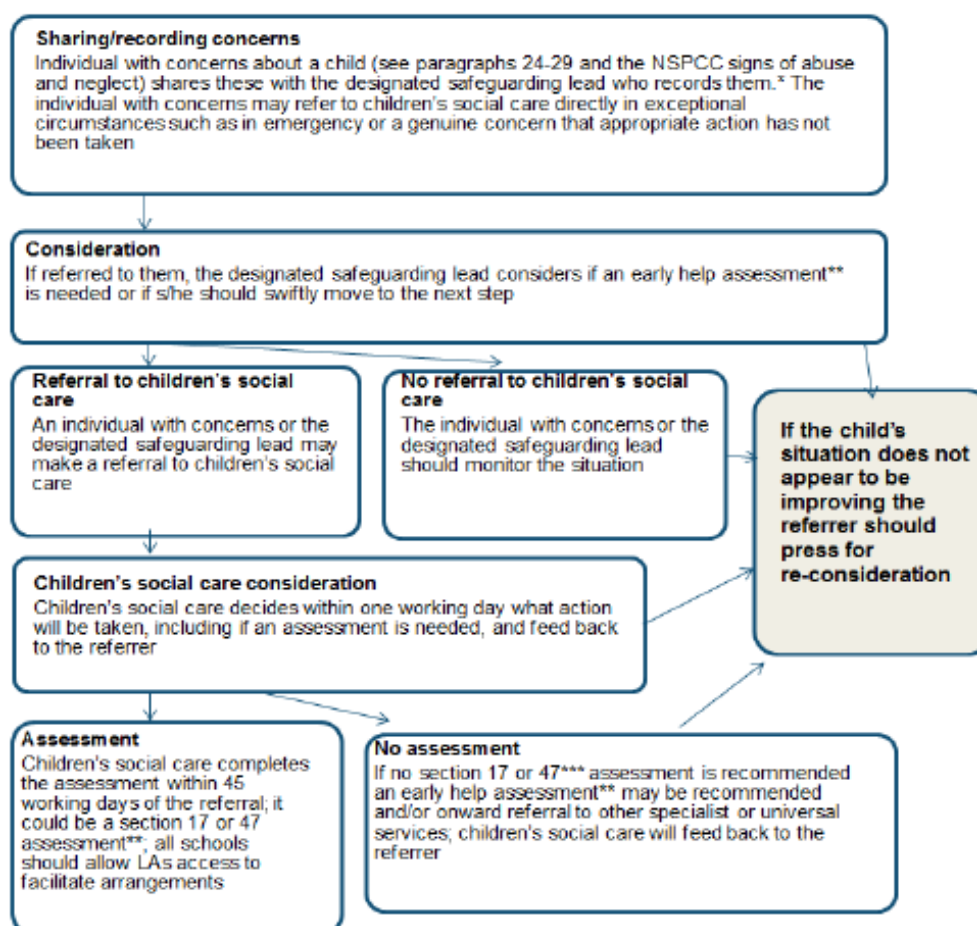 Sharing/recording concerns
Individual with concerns about a child (see paragraphs 24-29 and the NSPCC signs of abuse
and neglect) shares these with the designated safeguarding lead who records them.* The
individual with concerns may refer to children's social care directly in exceptional
circumstances such as in emergency or a genuine concern that appropriate action has not
been taken
Consideration
If referred to them, the designated safeguarding lead considers if an early help assessment**
is needed or if s/he should swiftly move to the next step
Referral to children's social
care
An individual with concerns or the
designated safeguarding lead may
make a referral to children's social
care
No referral to children's social
care
The individual with concerns or the
designated safeguarding lead
should monitor the situation
If the child's
situation does not
appear to be
improving the
referrer should
press for
re-consideration
Children's social care consideration
Children's social care decides within one working day what action
will be taken, including if an assessment is needed, and feed back
to the referrer
Assessment
Children's social care completes
the assessment within 45
working days of the referral; it
could be a section 17 or 47
assessment**; all schools
should allow LAs access to
facilitate arrangements
No assessment
If no section 17 or 47*** assessment is recommended
an early help assessment** may be recommended
and/or onward referral to other specialist or universal
services; children's social care will feed back to the
referrer